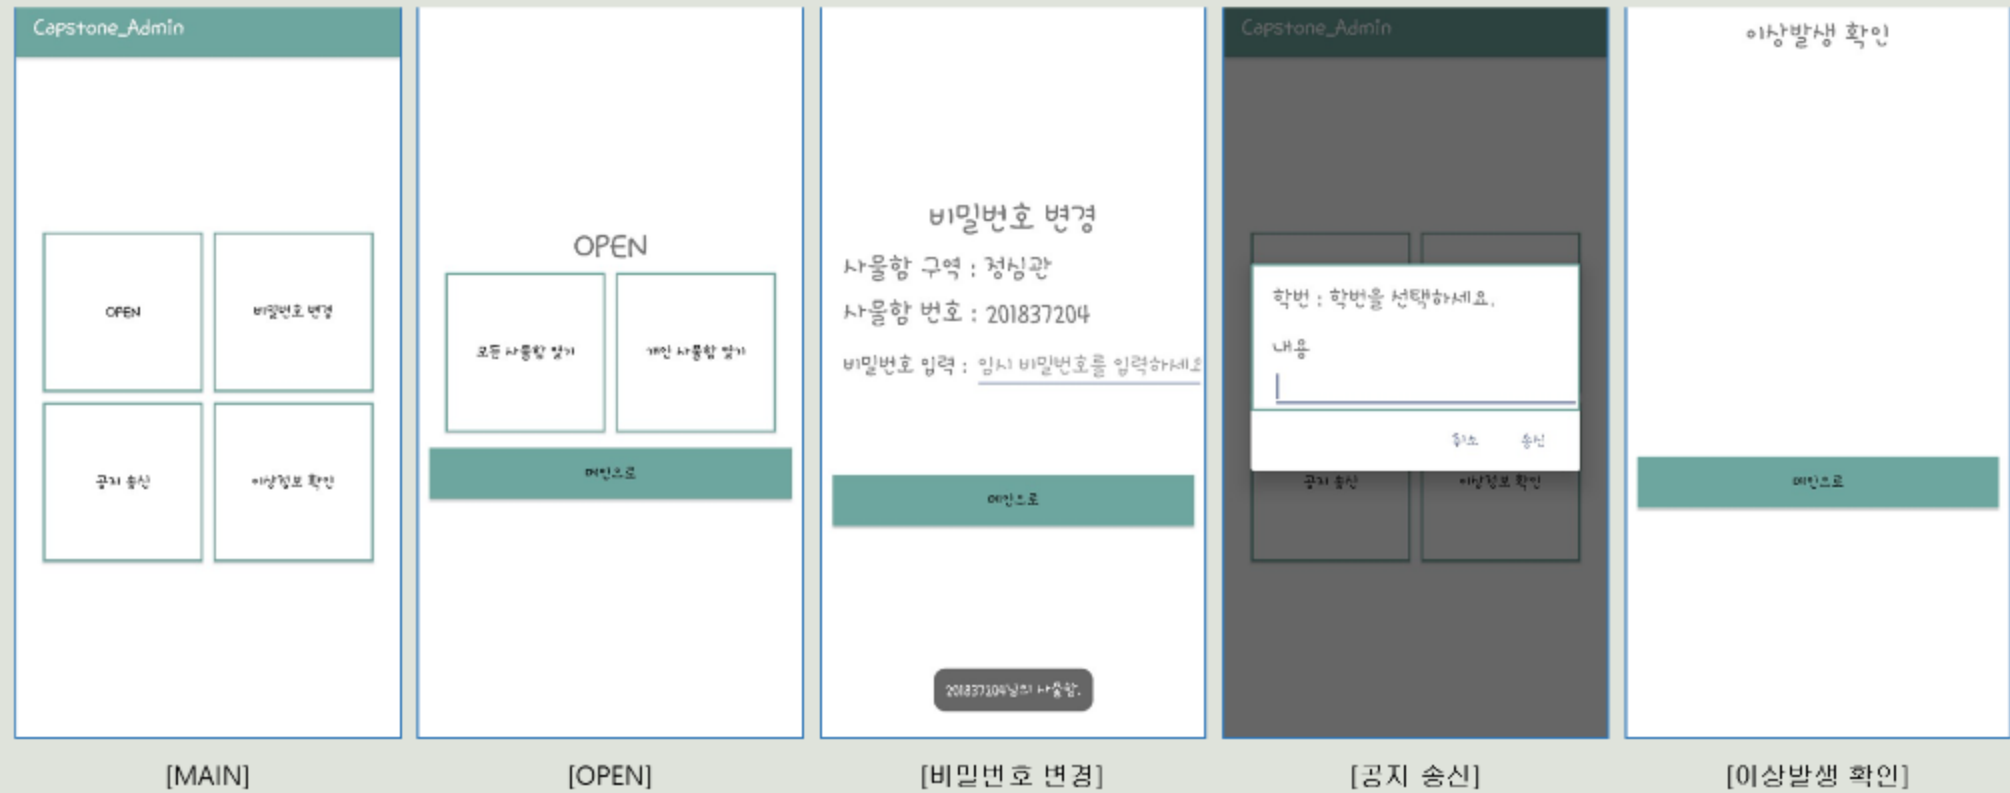 Capstone_Admin
OPEN
비밀번호 변경
공지 송신
이상정보 확인
[MAIN]
OPEN
모든 사물함 열기
개인 사물함 열기
메인으로
[OPEN]
비밀번호 변경
사물함 구역 : 정심관
사물함 번호 : 201837204
비밀번호 입력 : 임시 비밀번호를 입력하세요
메인으로
201837204님의 사물함.
[비밀번호 변경]
Capstone_Admin
학번 : 학번을 선택하세요.
내용
취소 송신
공지 송신
이상정보 확인
[공지 송신]
이상발생 확인
메인으로
[이상발생 확인]